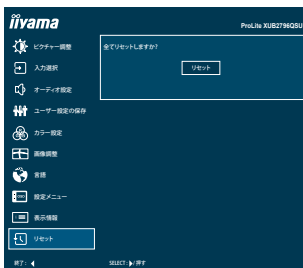 iiyama
ProLite XUB2796QSU
ピクチャー調整
全てリセットしますか?
リセット
入力選択
オーディオ設定
ユーザー設定の保存
カラー設定
画像調整
言語
OSD 設定メニュー
表示情報
リセット
終了:
SELECT: /押す